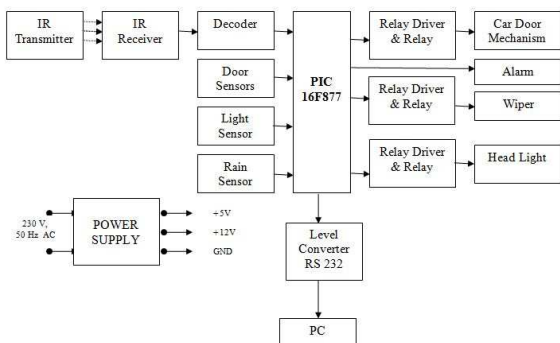 IR
Transmitter
IR
Receiver
Decoder
Door
Sensors
Light
Sensor
Rain
Sensor
PIC
16F877
Relay Driver
& Relay
Car Door
Mechanism
Alarm
Relay Driver
& Relay
Wiper
Relay Driver
& Relay
Head Light
230 V,
50 Hz AC
POWER
SUPPLY
+5V
+12V
GND
Level
Converter
RS 232
PC